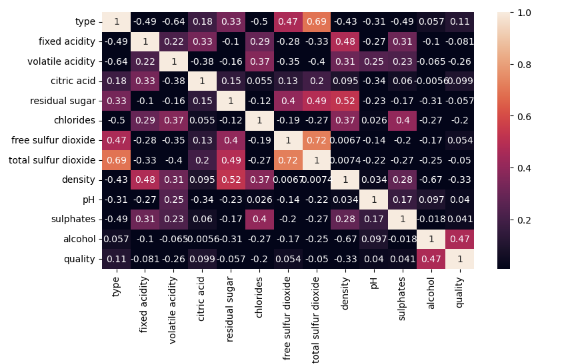 type 1 -0.49 -0.64 0.18 0.33 -0.5 0.47 0.69 -0.43 -0.31 -0.49 0.057 0.11
fixed acidity -0.49 1 0.22 0.33 -0.1 0.29 -0.28 -0.33 0.48 -0.27 0.31 -0.1 -0.081
volatile acidity -0.64 0.22 1 -0.38 -0.16 0.37 -0.35 -0.4 0.31 0.25 0.23 -0.065 -0.26
citric acid 0.18 0.33 -0.38 1 0.15 0.055 0.13 0.2 0.095 -0.34 0.06 -0.0056 0.099
residual sugar 0.33 -0.1 -0.16 0.15 1 -0.12 0.4 0.49 0.52 -0.23 -0.17 -0.31 -0.057
chlorides -0.5 0.29 0.37 0.055 -0.12 1 -0.19 -0.27 0.37 0.026 0.4 -0.27 -0.2
free sulfur dioxide 0.47 -0.28 -0.35 0.13 0.4 -0.19 1 0.72 0.0067 -0.14 -0.2 -0.17 0.054
total sulfur dioxide 0.69 -0.33 -0.4 0.2 0.49 -0.27 0.72 1 0.0074 -0.22 -0.27 -0.25 -0.05
density -0.43 0.48 0.31 0.095 0.52 0.37 0.0067 0.0074 1 0.034 0.28 -0.67 -0.33
pH -0.31 -0.27 0.25 -0.34 -0.23 0.026 -0.14 -0.22 0.034 1 0.17 0.097 0.04
sulphates -0.49 0.31 0.23 0.06 -0.17 0.4 -0.2 -0.27 0.28 0.17 1 -0.018 0.041
alcohol 0.057 -0.1 -0.065 -0.0056 -0.31 -0.27 -0.17 -0.25 -0.67 0.097 -0.018 1 0.47
quality 0.11 -0.081 -0.26 0.099 -0.057 -0.2 0.054 -0.05 -0.33 0.04 0.041 0.47 1
type
fixed acidity
volatile acidity
citric acid
residual sugar
chlorides
free sulfur dioxide
total sulfur dioxide
density
pH
sulphates
alcohol
quality
1.0
0.8
0.6
0.4
0.2